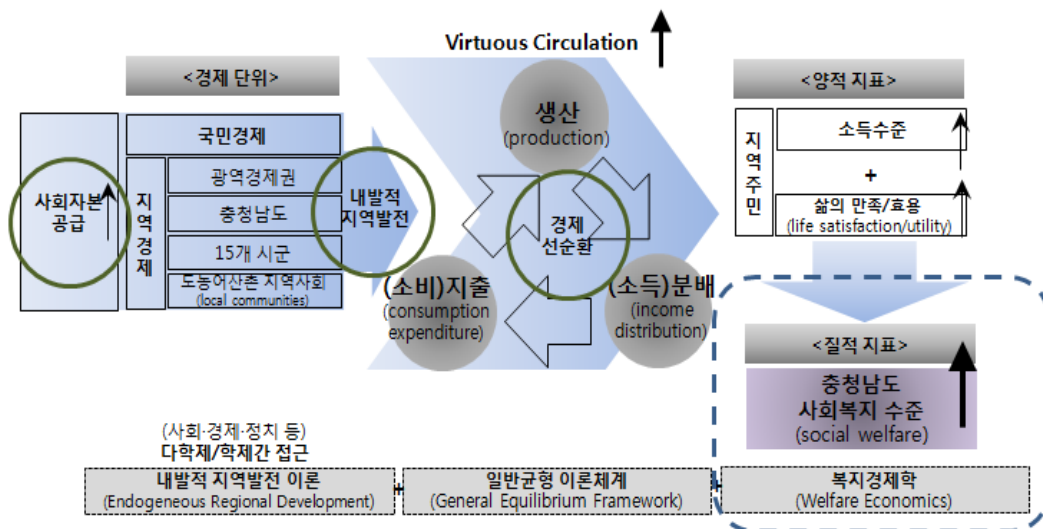 Virtuous Circulation
<경제 단위>
<양적 지표>
사회자본
공급
국민경제
지역경제
광역경제권
충청남도
15개 시군
도농어산촌 지역사회
(local communities)
내발적
지역발전
생산
(production)
경제
선순환
(소비)지출
(consumption
expenditure)
(소득)분배
(income
distribution)
지역주민
소득수준
+
삶의 만족/효용
(life satisfaction/utility)
<질적 지표>
충청남도
사회복지 수준
(social welfare)
(사회·경제·정치 등)
다학제/학제간 접근
내발적 지역발전 이론
(Endogeneous Regional Development)
+
일반균형 이론체계
(General Equilibrium Framework)
+
복지경제학
(Welfare Economics)